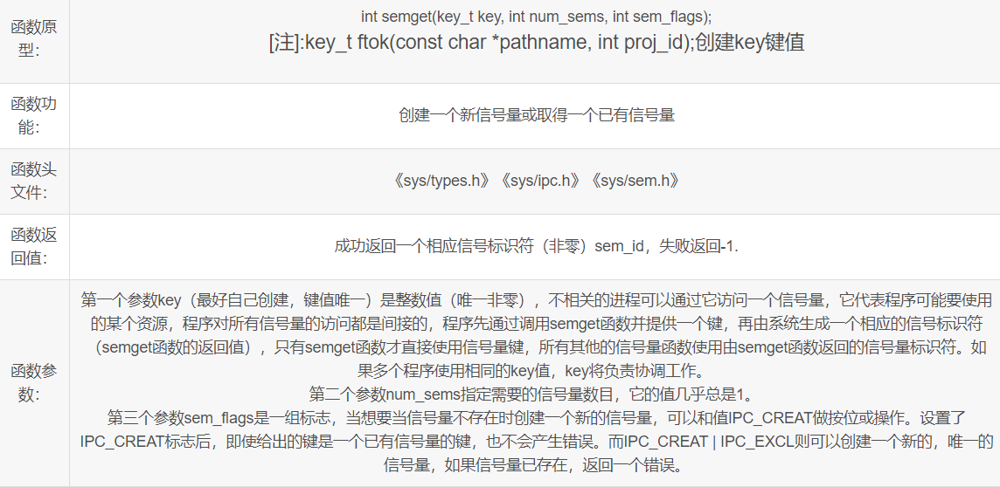 函数原
型：
int semget(key_t key, int num_sems, int sem_flags);
[注]:key_t ftok(const char *pathname, int proj_id);创建key键值
函数功
能：
创建一个新信号量或取得一个已有信号量
函数头
文件：
《sys/types.h》《sys/ipc.h》《sys/sem.h》
函数返
回值：
成功返回一个相应信号标识符（非零）sem_id，失败返回-1.
函数参
数：
第一个参数key（最好自己创建，键值唯一）是整数值（唯一非零），不相关的进程可以通过它访问一个信号量，它代表程序可能要使用
的某个资源，程序对所有信号量的访问都是间接的，程序先通过调用semget函数并提供一个键，再由系统生成一个相应的信号标识符
（semget函数的返回值），只有semget函数才直接使用信号量键，所有其他的信号量函数使用由semget函数返回的信号量标识符。如
果多个程序使用相同的key值，key将负责协调工作。
第二个参数num_sems指定需要的信号量数目，它的值几乎总是1。
第三个参数sem_flags是一组标志，当想要当信号量不存在时创建一个新的信号量，可以和值IPC_CREAT做按位或操作。设置了
IPC_CREAT标志后，即使给出的键是一个已有信号量的键，也不会产生错误。而IPC_CREAT | IPC_EXCL则可以创建一个新的，唯一的
信号量，如果信号量已存在，返回一个错误。